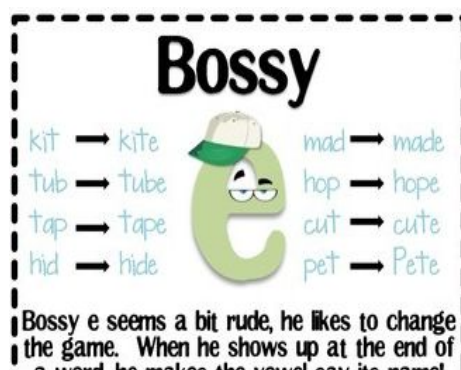 Bossy
kit → kite
tub → tube
tap → tape
hid → hide
e
mad → made
hop → hope
cut → cute
pet → Pete
Bossy e seems a bit rude, he likes to change
the game. When he shows up at the end of
a word, he makes the vowel say its name!